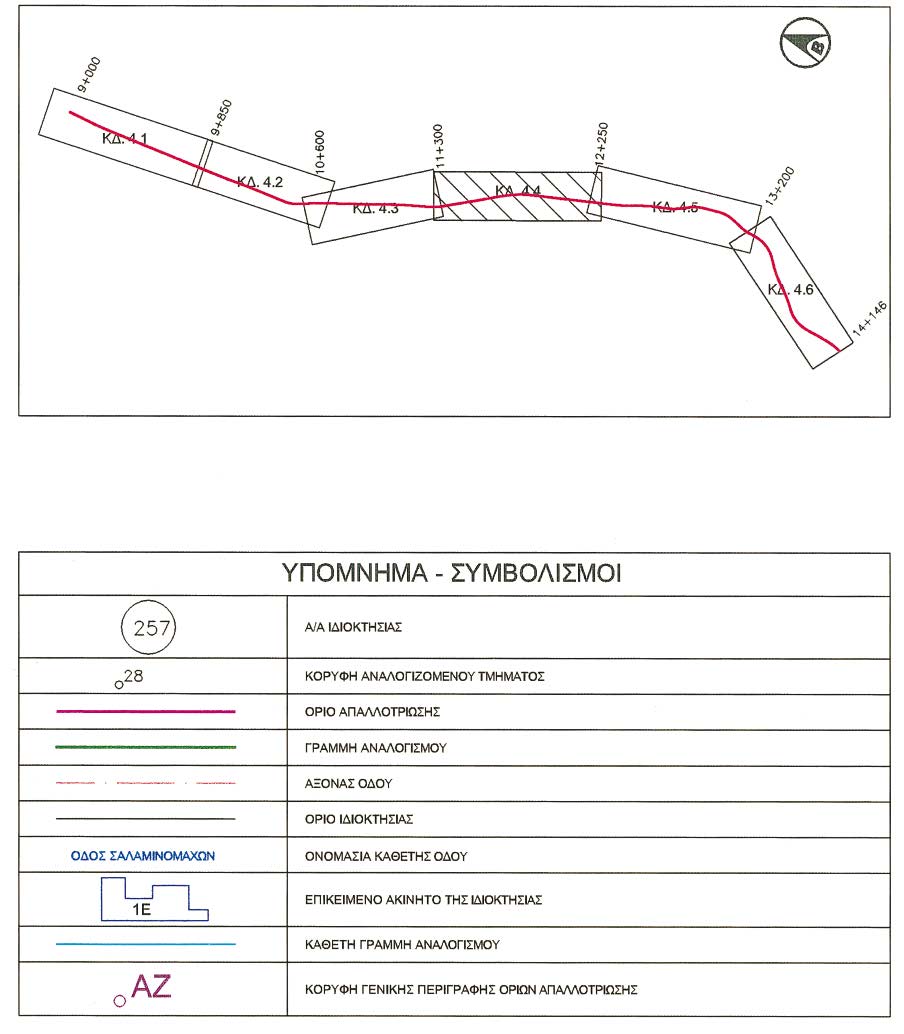 Β
9+000
9+850
10+600
11+300
12+250
13+200
14+146
ΚΔ. 4.1
ΚΔ. 4.2
ΚΔ. 4.3
ΚΔ. 4.4
ΚΔ. 4.5
ΚΔ. 4.6
ΥΠΟΜΝΗΜΑ - ΣΥΜΒΟΛΙΣΜΟΙ
257 Α/Α ΙΔΙΟΚΤΗΣΙΑΣ
28 ΚΟΡΥΦΗ ΑΝΑΛΟΓΙΖΟΜΕΝΟΥ ΤΜΗΜΑΤΟΣ
ΟΡΙΟ ΑΠΑΛΛΟΤΡΙΩΣΗΣ
ΓΡΑΜΜΗ ΑΝΑΛΟΓΙΣΜΟΥ
ΑΞΟΝΑΣ ΟΔΟΥ
ΟΡΙΟ ΙΔΙΟΚΤΗΣΙΑΣ
ΟΔΟΣ ΣΑΛΑΜΙΝΟΜΑΧΩΝ ΟΝΟΜΑΣΙΑ ΚΑΘΕΤΗΣ ΟΔΟΥ
1Ε ΕΠΙΚΕΙΜΕΝΟ ΑΚΙΝΗΤΟ ΤΗΣ ΙΔΙΟΚΤΗΣΙΑΣ
ΚΑΘΕΤΗ ΓΡΑΜΜΗ ΑΝΑΛΟΓΙΣΜΟΥ
ΑΖ ΚΟΡΥΦΗ ΓΕΝΙΚΗΣ ΠΕΡΙΓΡΑΦΗΣ ΟΡΙΩΝ ΑΠΑΛΛΟΤΡΙΩΣΗΣ